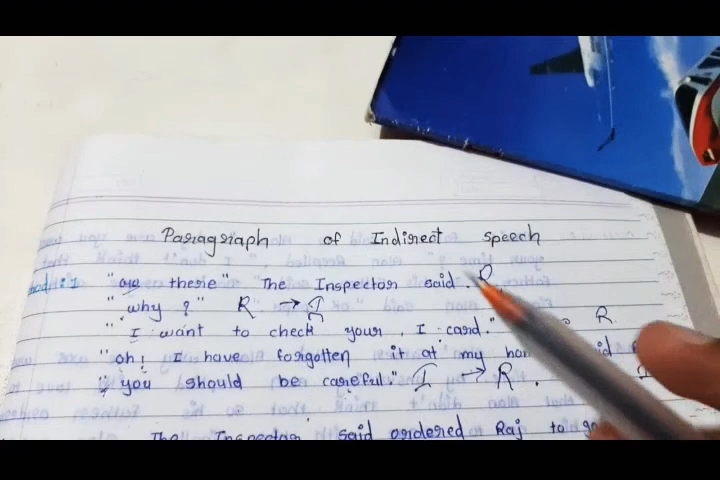 Paragraph of Indirect speech
"Go there" The Inspector said. R
"why?" R → I
"I want to check your I card." R
"oh! I have forgotten it at my
"you should be careful." I → R.
The Inspector said ordered Raj to